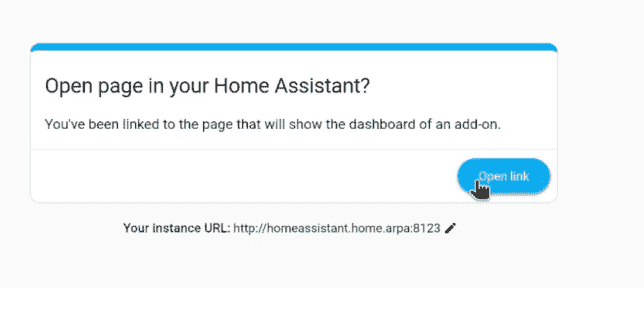 Open page in your Home Assistant?
You've been linked to the page that will show the dashboard of an add-on.
Open link
Your instance URL: http://homeassistant.home.arpa:8123